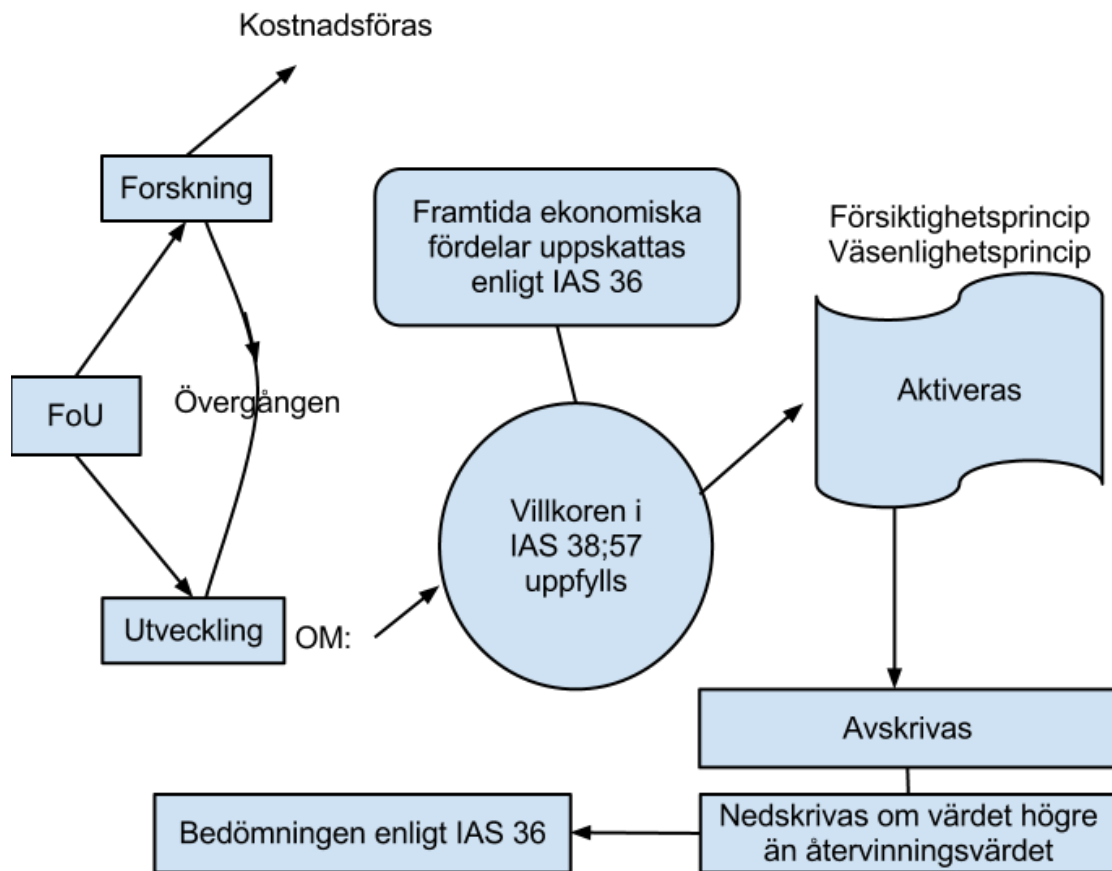 Kostnadsföras
Forskning
Framtida ekonomiska
fördelar uppskattas
enligt IAS 36
Försiktighetsprincip
Väsenlighetsprincip
FoU
Övergången
Aktiveras
Villkoren i
IAS 38;57
uppfylls
Utveckling
OM:
Avskrivas
Bedömningen enligt IAS 36
Nedskrivas om värdet högre
än återvinningsvärdet